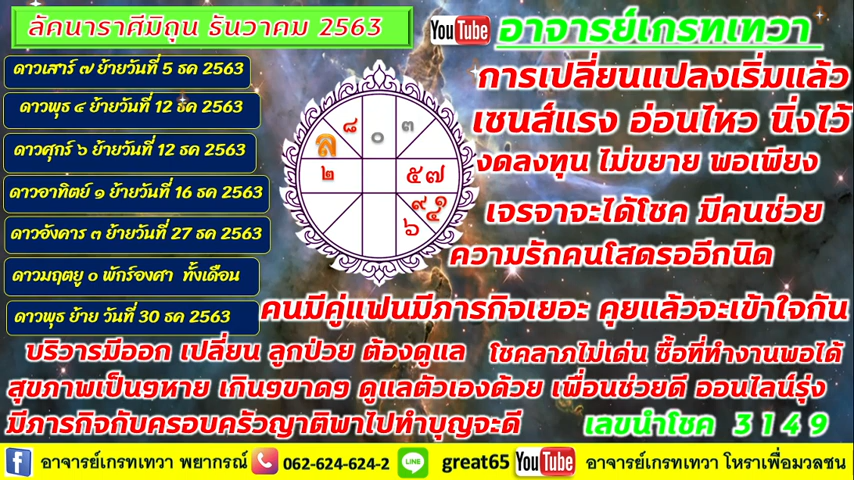 ลัคนาราศีมิถุน ธันวาคม 2563
YouTube อาจารย์เกรทเทวา
ดาวเสาร์ ๗ ย้ายวันที่ 5 ธค 2563
ดาวพุธ ๔ ย้ายวันที่ 12 ธค 2563
ดาวศุกร์ ๖ ย้ายวันที่ 12 ธค 2563
ดาวอาทิตย์ ๑ ย้ายวันที่ 16 ธค 2563
ดาวอังคาร ๓ ย้ายวันที่ 27 ธค 2563
ดาวมฤตยู ๐ พักร์องศา ทั้งเดือน
ดาวพุธ ย้าย วันที่ 30 ธค 2563
ล ๘ ๐ ๓
๒ ๕๗
๙ ๑
๖ ๔
การเปลี่ยนแปลงเริ่มแล้ว
เซนส์แรง อ่อนไหว นิ่งไว้
งดลงทุน ไม่ขยาย พอเพียง
เจรจาจะได้โชค มีคนช่วย
ความรักคนโสดรออีกนิด
คนมีคู่แฟนมีภารกิจเยอะ คุยแล้วจะเข้าใจกัน
บริวารมีออก เปลี่ยน ลูกป่วย ต้องดูแล โชคลาภไม่เด่น ซื้อที่ทำงานพอได้
สุขภาพเป็นๆหาย เกินๆขาดๆ ดูแลตัวเองด้วย เพื่อนช่วยดี ออนไลน์รุ่ง
มีภารกิจกับครอบครัวญาติพาไปทำบุญจะดี เลขนำโชค 3 1 4 9
f อาจารย์เกรทเทวา พยากรณ์ 062-624-624-2 LINE great65 YouTube อาจารย์เกรทเทวา โหราเพื่อมวลชน